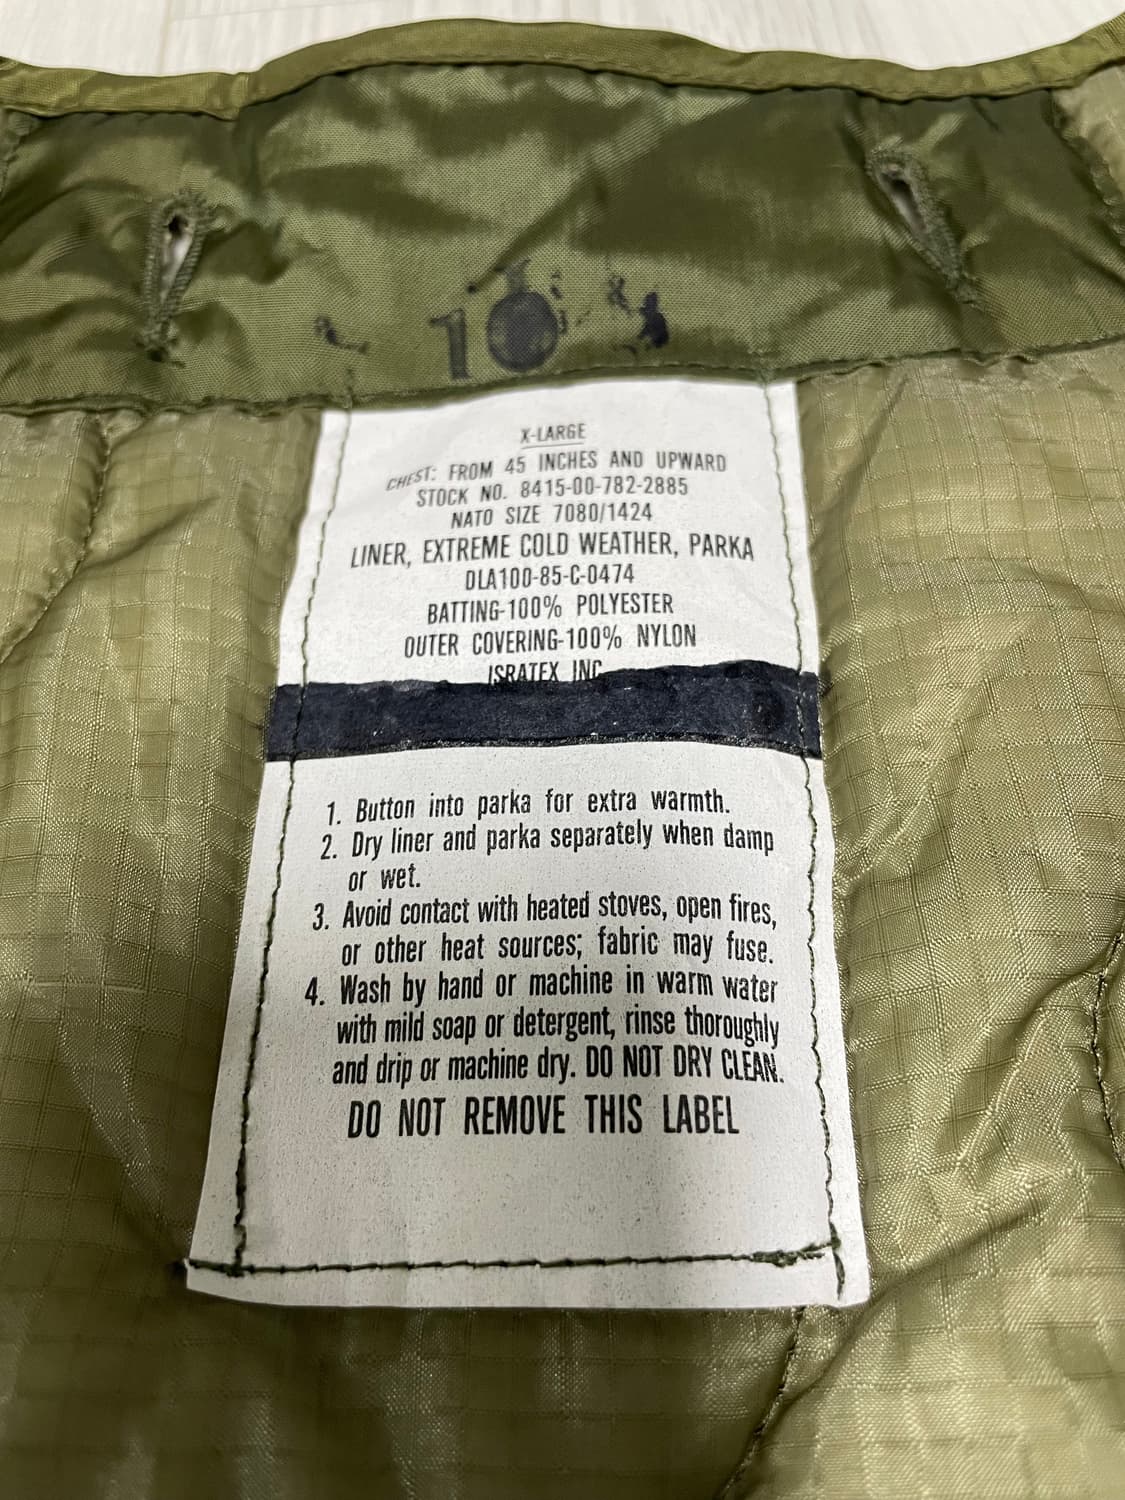 10
X-LARGE
CHEST: FROM 45 INCHES AND UPWARD
STOCK NO. 8415-00-782-2885
NATO SIZE 7080/1424
LINER, EXTREME COLD WEATHER, PARKA
DLA100-85-C-0474
BATTING-100% POLYESTER
OUTER COVERING-100% NYLON
ISRATEX INC
1. Button into parka for extra warmth.
2. Dry liner and parka separately when damp
or wet.
3. Avoid contact with heated stoves, open fires,
or other heat sources; fabric may fuse.
4. Wash by hand or machine in warm water
with mild soap or detergent, rinse thoroughly
and drip or machine dry. DO NOT DRY CLEAN.
DO NOT REMOVE THIS LABEL